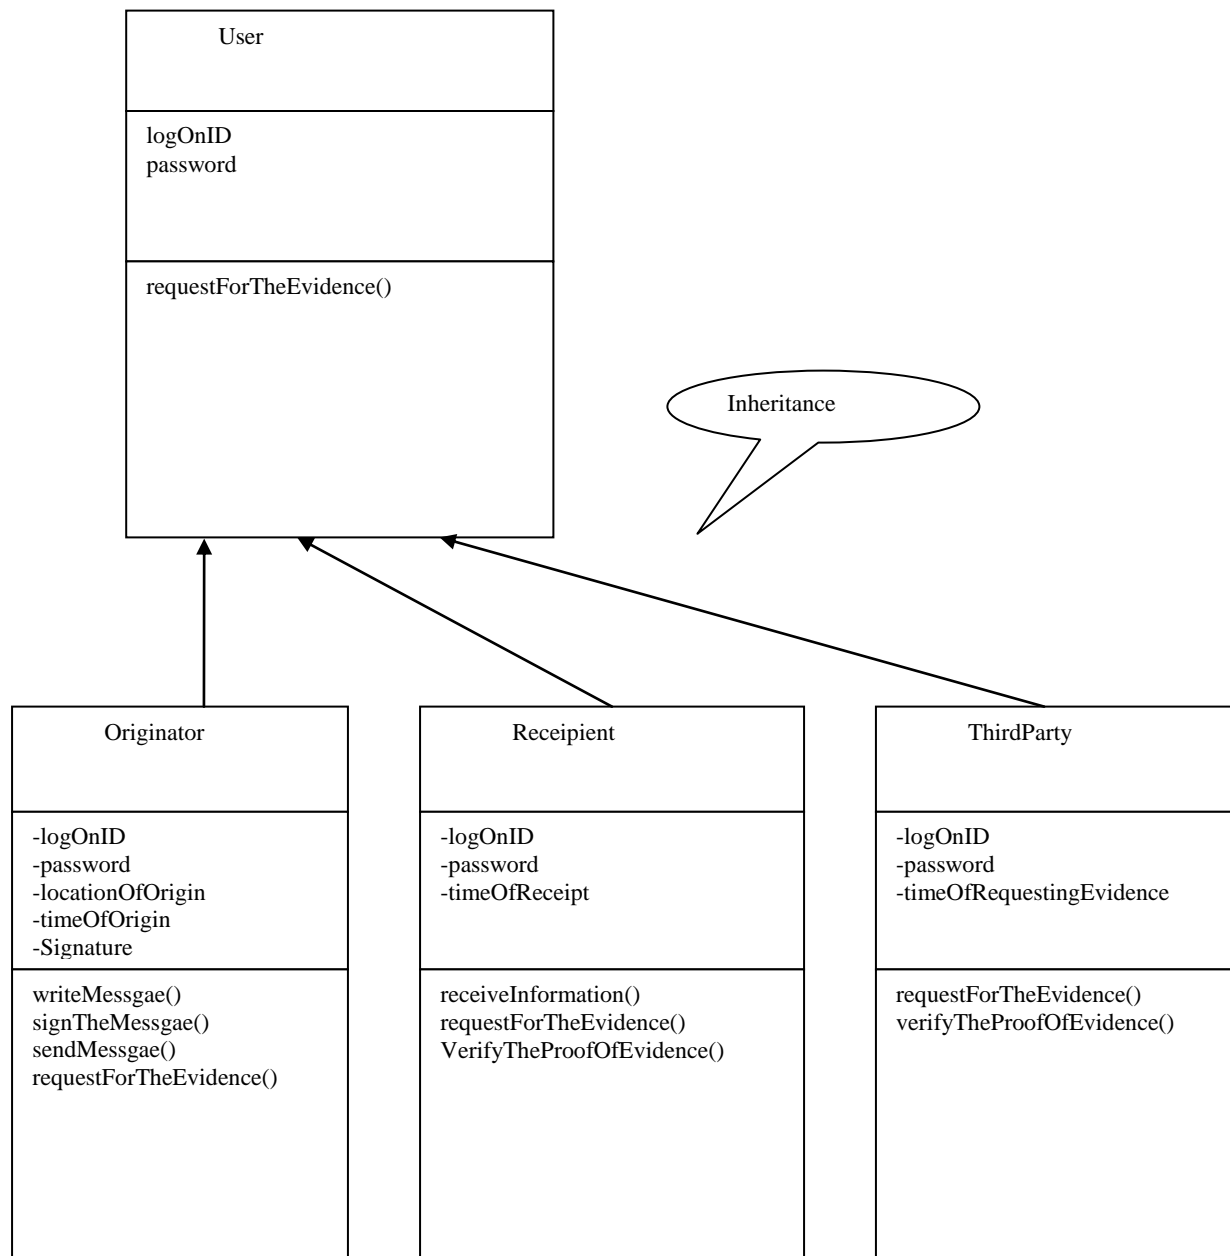 User
logOnID
password
requestForTheEvidence()
Inheritance
Originator
-logOnID
-password
-locationOfOrigin
-timeOfOrigin
-Signature
writeMessgae()
signTheMessgae()
sendMessgae()
requestForTheEvidence()
Receipient
-logOnID
-password
-timeOfReceipt
receiveInformation()
requestForTheEvidence()
VerifyTheProofOfEvidence()
ThirdParty
-logOnID
-password
-timeOfRequestingEvidence
requestForTheEvidence()
verifyTheProofOfEvidence()